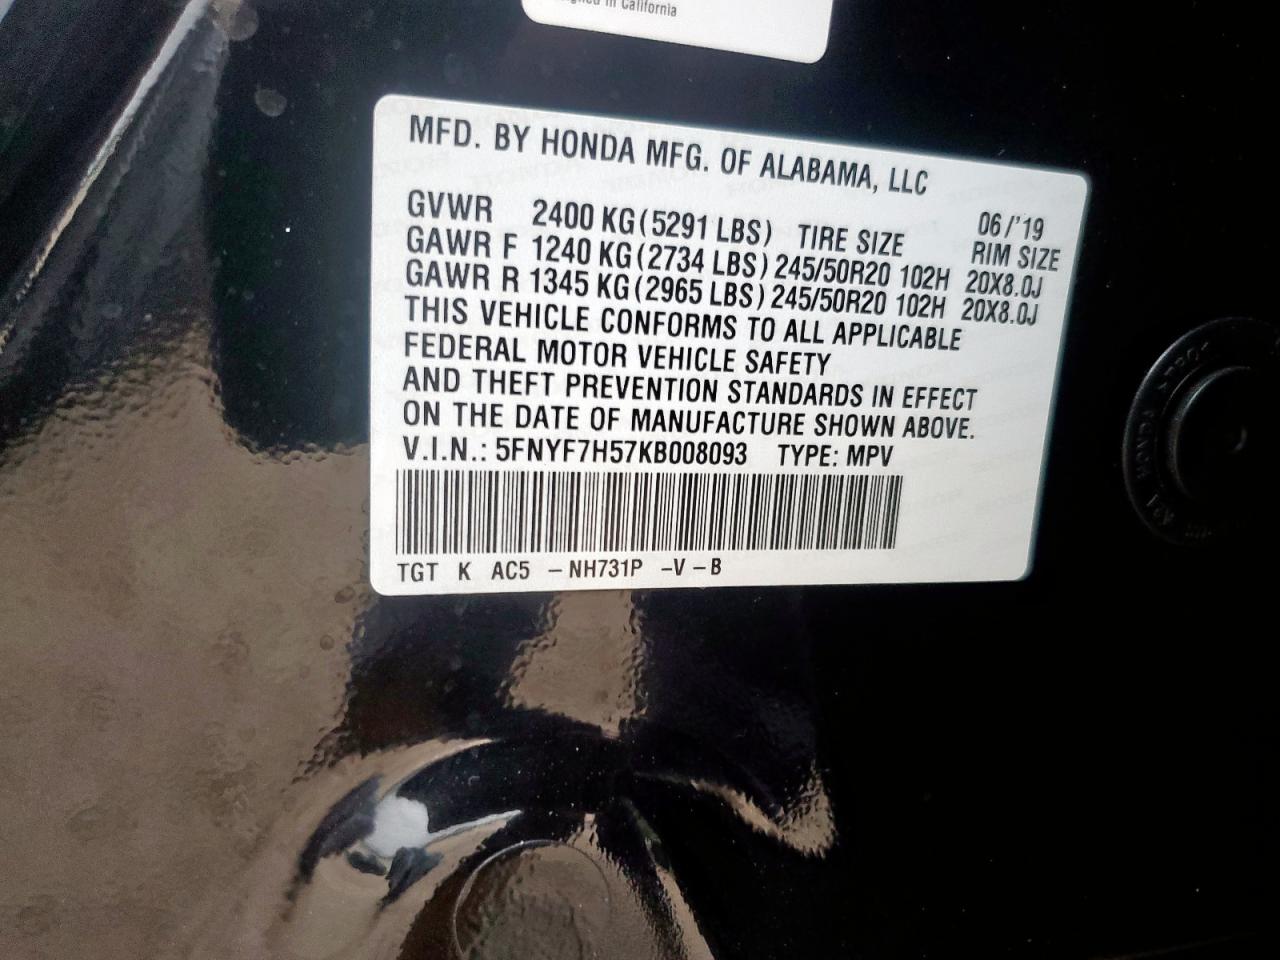 in California
MFD. BY HONDA MFG. OF ALABAMA, LLC
06/'19
GVWR 2400 KG (5291 LBS) TIRE SIZE RIM SIZE
GAWR F 1240 KG (2734 LBS) 245/50R20 102H 20X8.0J
GAWR R 1345 KG (2965 LBS) 245/50R20 102H 20X8.0J
THIS VEHICLE CONFORMS TO ALL APPLICABLE
FEDERAL MOTOR VEHICLE SAFETY
AND THEFT PREVENTION STANDARDS IN EFFECT
ON THE DATE OF MANUFACTURE SHOWN ABOVE.
V.I.N.: 5FNYF7H57KB008093 TYPE: MPV
TGT K AC5 - NH731P -V - B